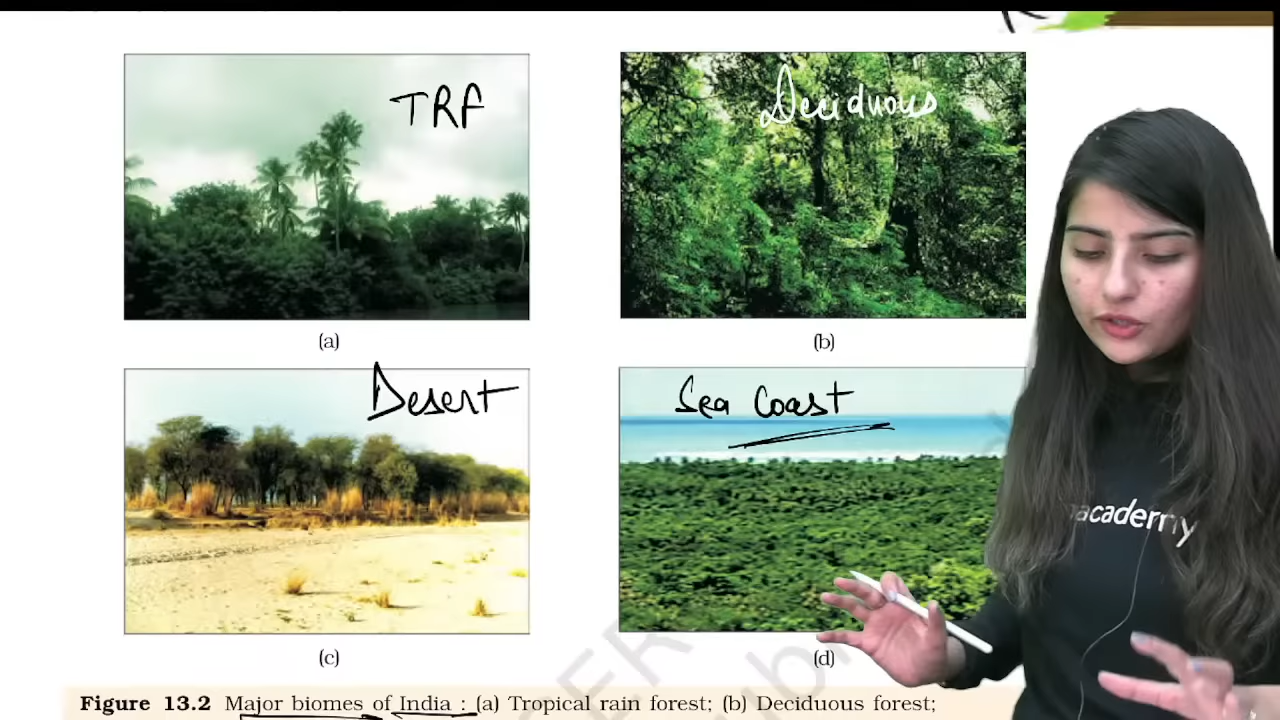 TRF
Deciduous
(a)
(b)
Desert
Sea Coast
academy
(c)
(d)
Figure 13.2 Major biomes of India : (a) Tropical rain forest; (b) Deciduous forest;